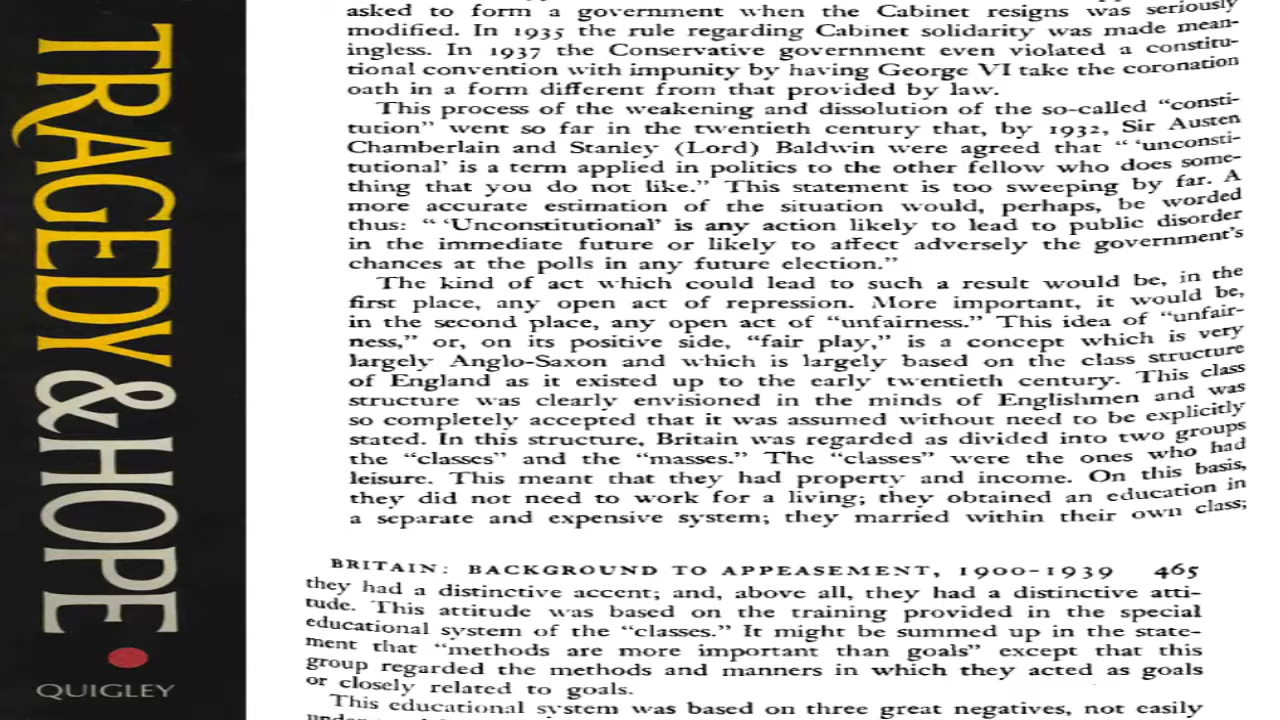 TRAGEDY & HOPE
QUIGLEY
asked to form a government when the Cabinet resigns was seriously
modified. In 1935 the rule regarding Cabinet solidarity was made mean-
ingless. In 1937 the Conservative government even violated a constitu-
tional convention with impunity by having George VI take the coronation
oath in a form different from that provided by law.
This process of the weakening and dissolution of the so-called “consti-
tution” went so far in the twentieth century that, by 1932, Sir Austen
Chamberlain and Stanley (Lord) Baldwin were agreed that “ ‘unconsti-
tutional’ is a term applied in politics to the other fellow who does some-
thing that you do not like.” This statement is too sweeping by far. A
more accurate estimation of the situation would, perhaps, be worded
thus: “ ‘Unconstitutional’ is any action likely to lead to public disorder
in the immediate future or likely to affect adversely the government’s
chances at the polls in any future election.”
The kind of act which could lead to such a result would be, in the
first place, any open act of repression. More important, it would be,
in the second place, any open act of “unfairness.” This idea of “unfair-
ness,” or, on its positive side, “fair play,” is a concept which is very
largely Anglo-Saxon and which is largely based on the class structure
of England as it existed up to the early twentieth century. This class
structure was clearly envisioned in the minds of Englishmen and was
so completely accepted that it was assumed without need to be explicitly
stated. In this structure, Britain was regarded as divided into two groups
the “classes” and the “masses.” The “classes” were the ones who had
leisure. This meant that they had property and income. On this basis,
they did not need to work for a living; they obtained an education in
a separate and expensive system; they married within their own class;
BRITAIN: BACKGROUND TO APPEASEMENT, 1900-1939 465
they had a distinctive accent; and, above all, they had a distinctive atti-
tude. This attitude was based on the training provided in the special
educational system of the “classes.” It might be summed up in the state-
ment that “methods are more important than goals” except that this
group regarded the methods and manners in which they acted as goals
or closely related to goals.
This educational system was based on three great negatives, not easily